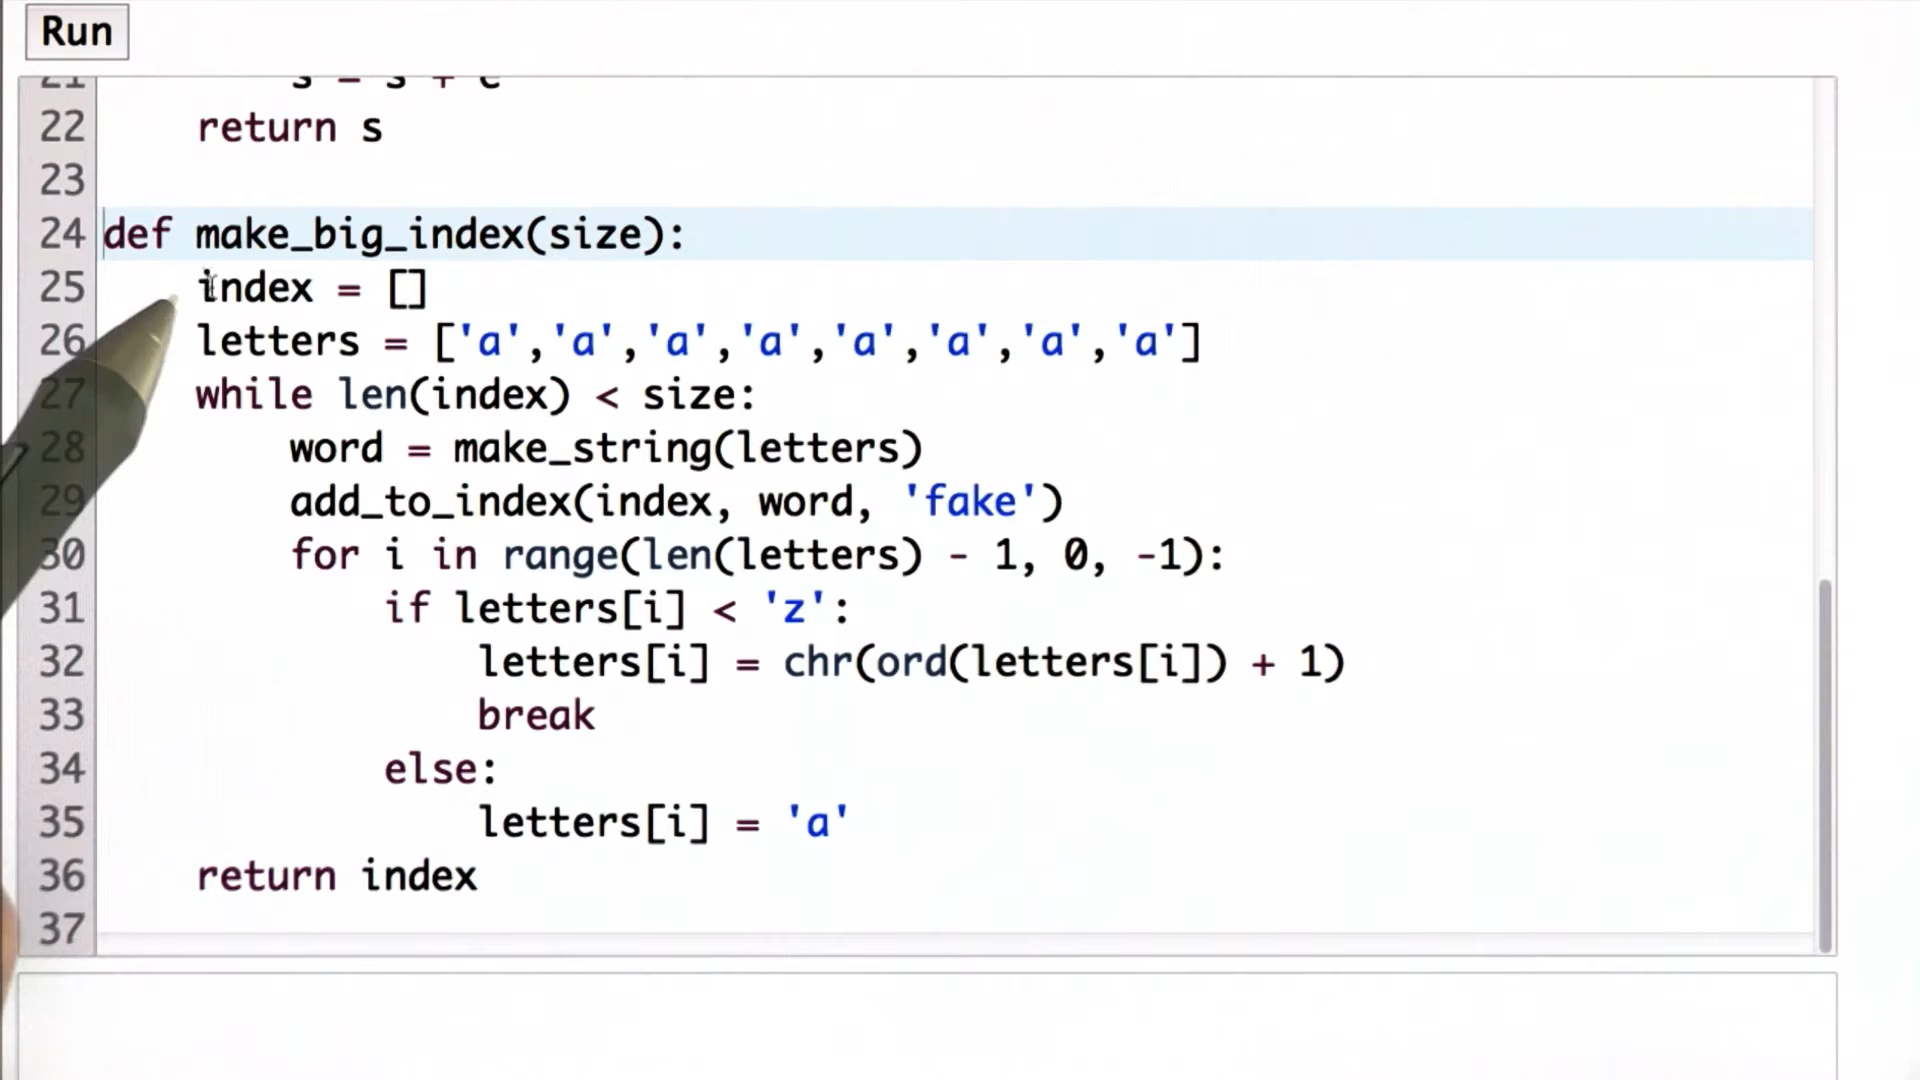 Run
21 s = s + e
22 return s
23
24 def make_big_index(size):
25 index = []
26 letters = ['a','a','a','a','a','a','a','a']
27 while len(index) < size:
28 word = make_string(letters)
29 add_to_index(index, word, 'fake')
30 for i in range(len(letters) - 1, 0, -1):
31 if letters[i] < 'z':
32 letters[i] = chr(ord(letters[i]) + 1)
33 break
34 else:
35 letters[i] = 'a'
36 return index
37